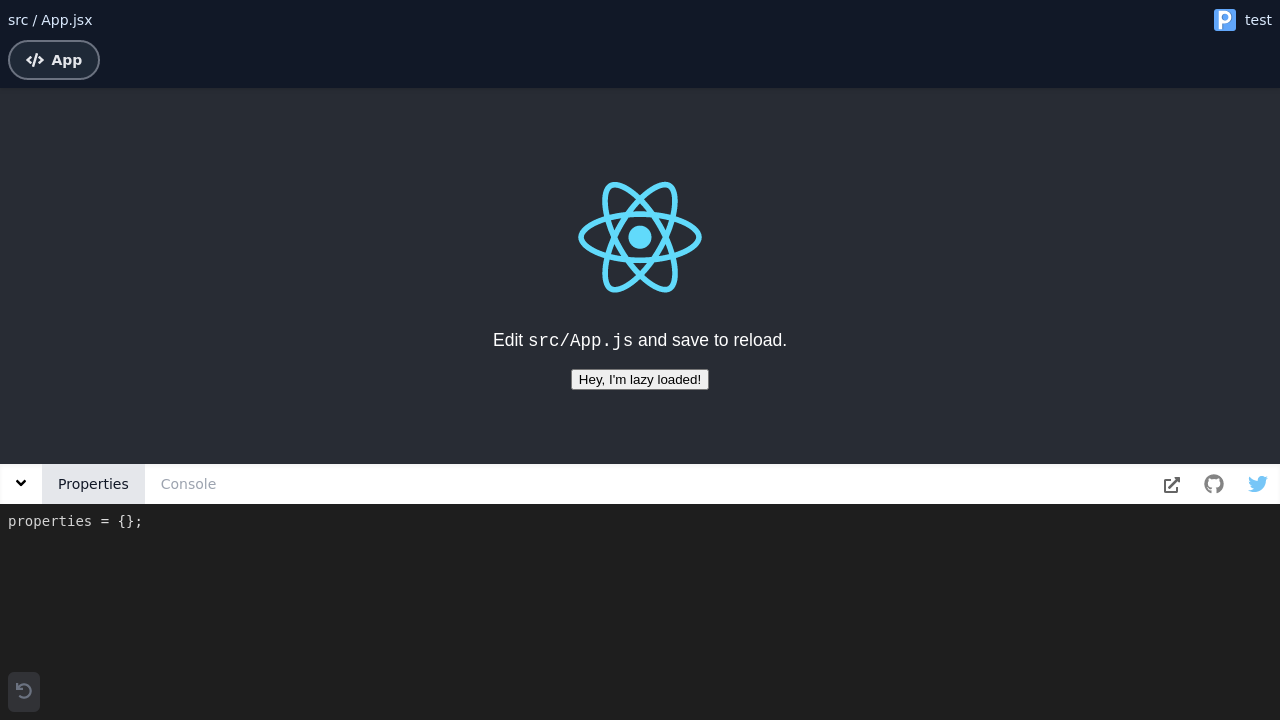 src / App.jsx
P test
App
Edit src/App.js and save to reload.
Hey, I'm lazy loaded!
Properties
Console
properties = {};